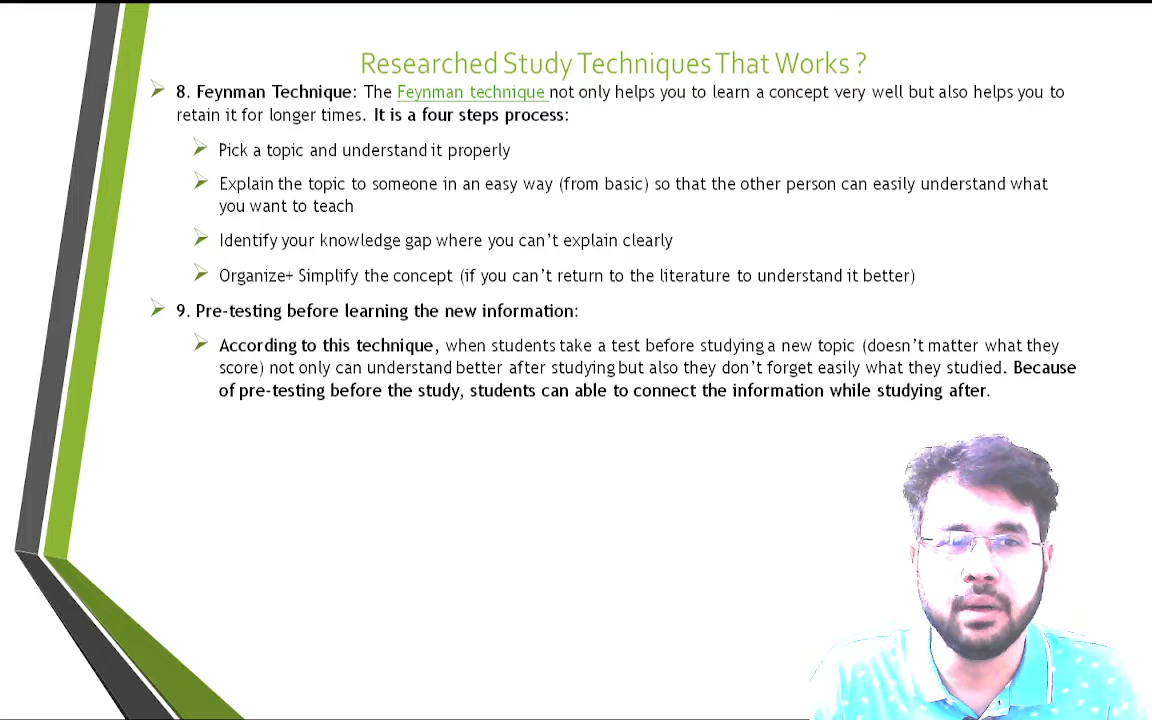 Researched Study Techniques That Works ?
8. Feynman Technique: The Feynman technique not only helps you to learn a concept very well but also helps you to
retain it for longer times. It is a four steps process:
Pick a topic and understand it properly
Explain the topic to someone in an easy way (from basic) so that the other person can easily understand what
you want to teach
Identify your knowledge gap where you can't explain clearly
Organize+ Simplify the concept (if you can't return to the literature to understand it better)
9. Pre-testing before learning the new information:
According to this technique, when students take a test before studying a new topic (doesn't matter what they
score) not only can understand better after studying but also they don't forget easily what they studied. Because
of pre-testing before the study, students can able to connect the information while studying after.